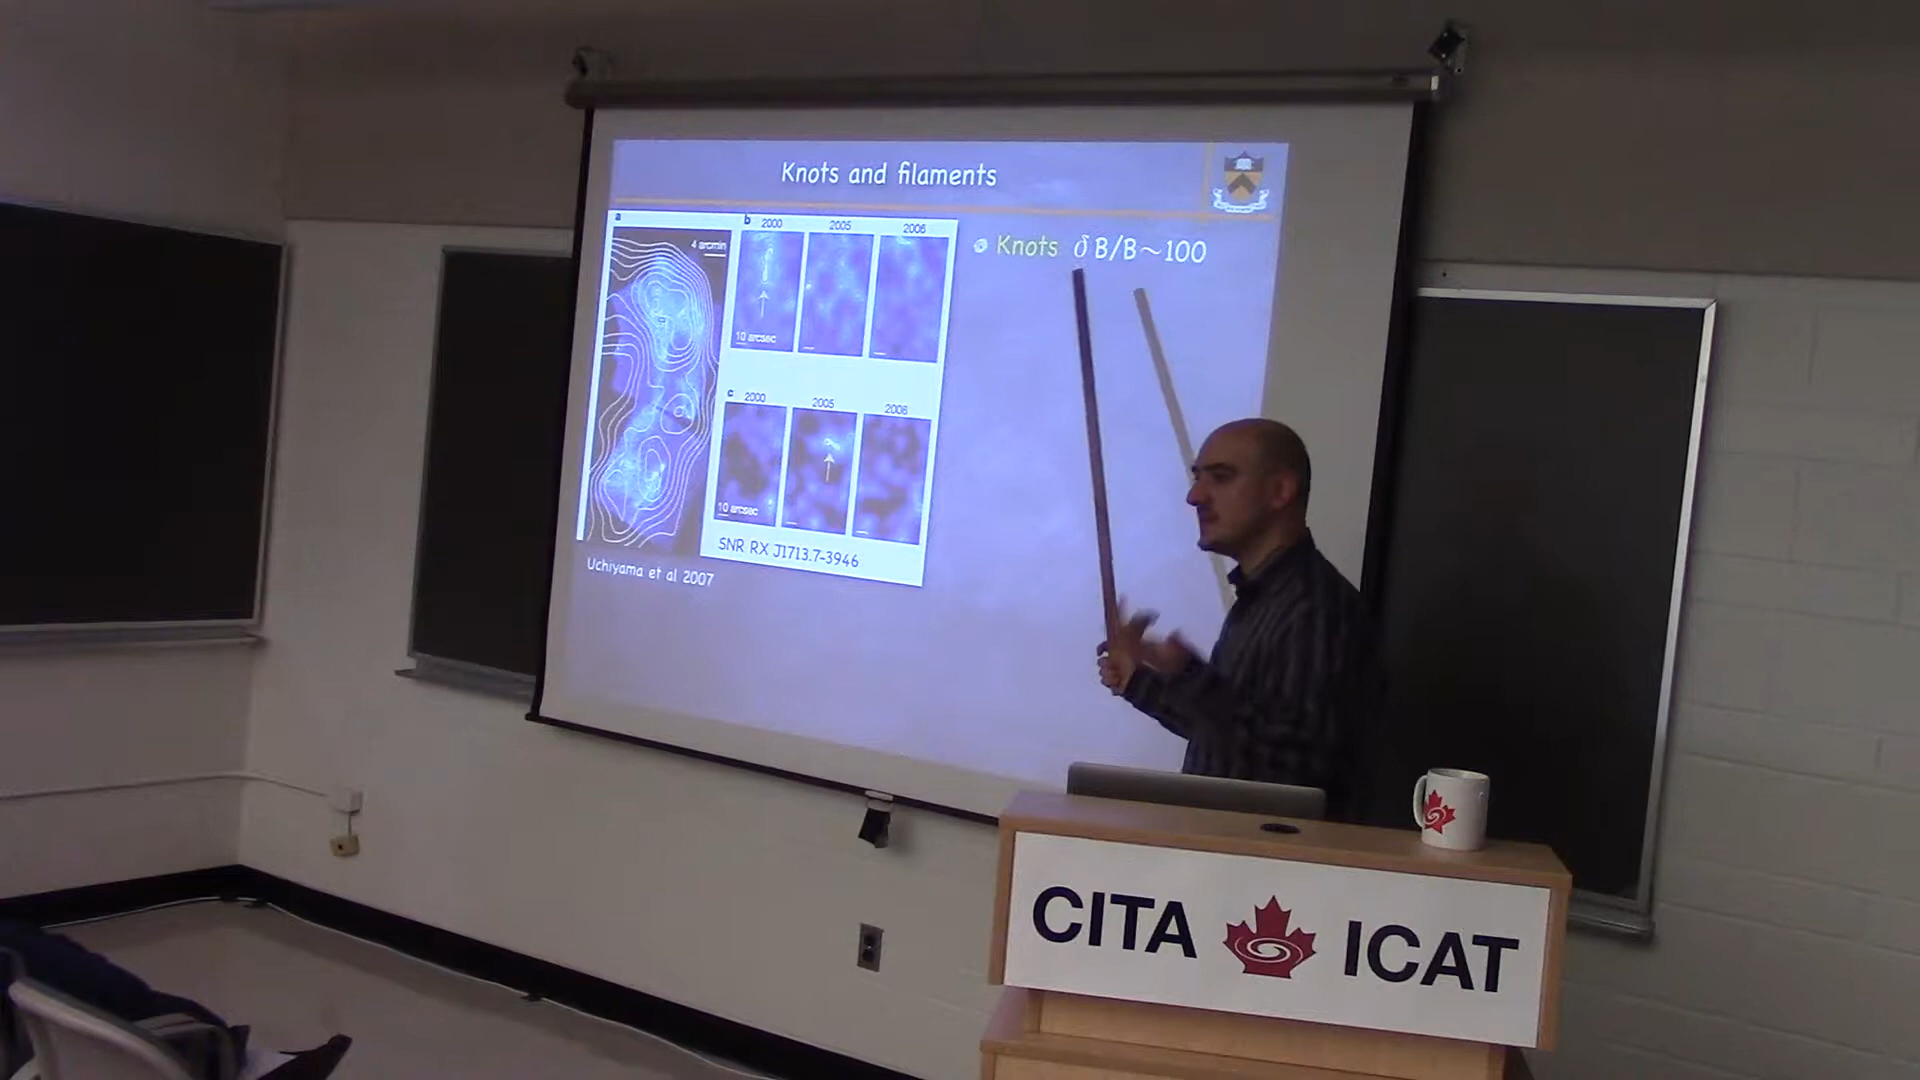 Knots and filaments
a
4 arcmin
b
2000 2005 2006
10 arcsec
c
2000 2005 2006
10 arcsec
SNR RX J1713.7-3946
Uchiyama et al 2007
Knots δB/B~100
CITA ICAT